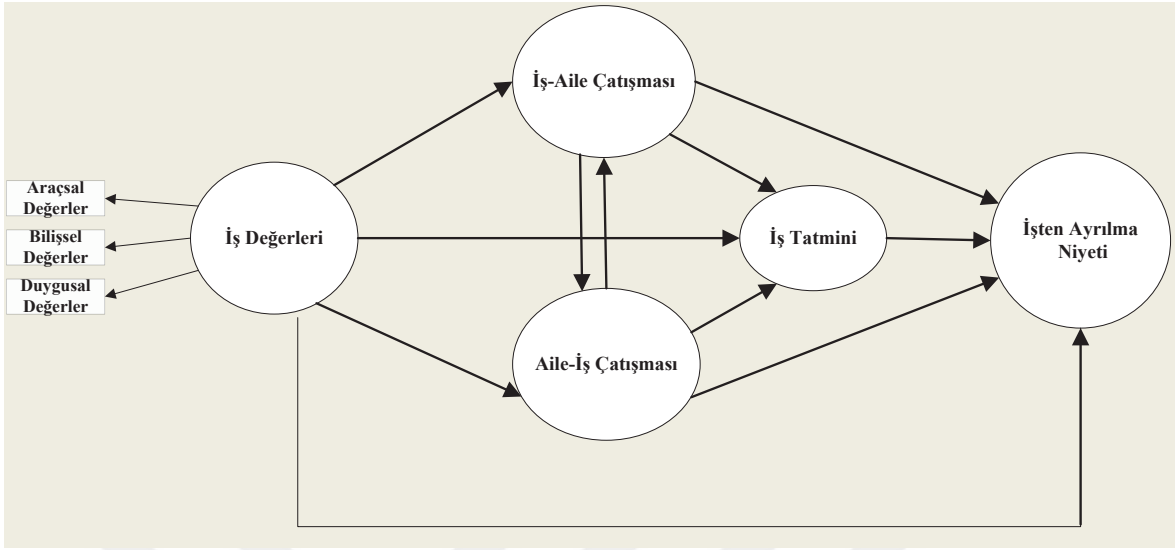 İş-Aile Çatışması
Araçsal
Değerler
Bilişsel
Değerler
Duygusal
Değerler
İş Değerleri
İş Tatmini
İşten Ayrılma
Niyeti
Aile-İş Çatışması